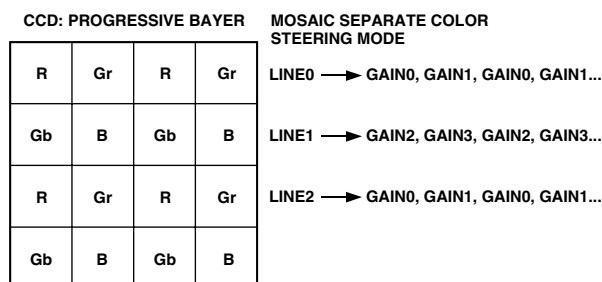 CCD: PROGRESSIVE BAYER
MOSAIC SEPARATE COLOR
STEERING MODE
R Gr R Gr
LINE0 → GAIN0, GAIN1, GAIN0, GAIN1...
Gb B Gb B
LINE1 → GAIN2, GAIN3, GAIN2, GAIN3...
R Gr R Gr
LINE2 → GAIN0, GAIN1, GAIN0, GAIN1...
Gb B Gb B